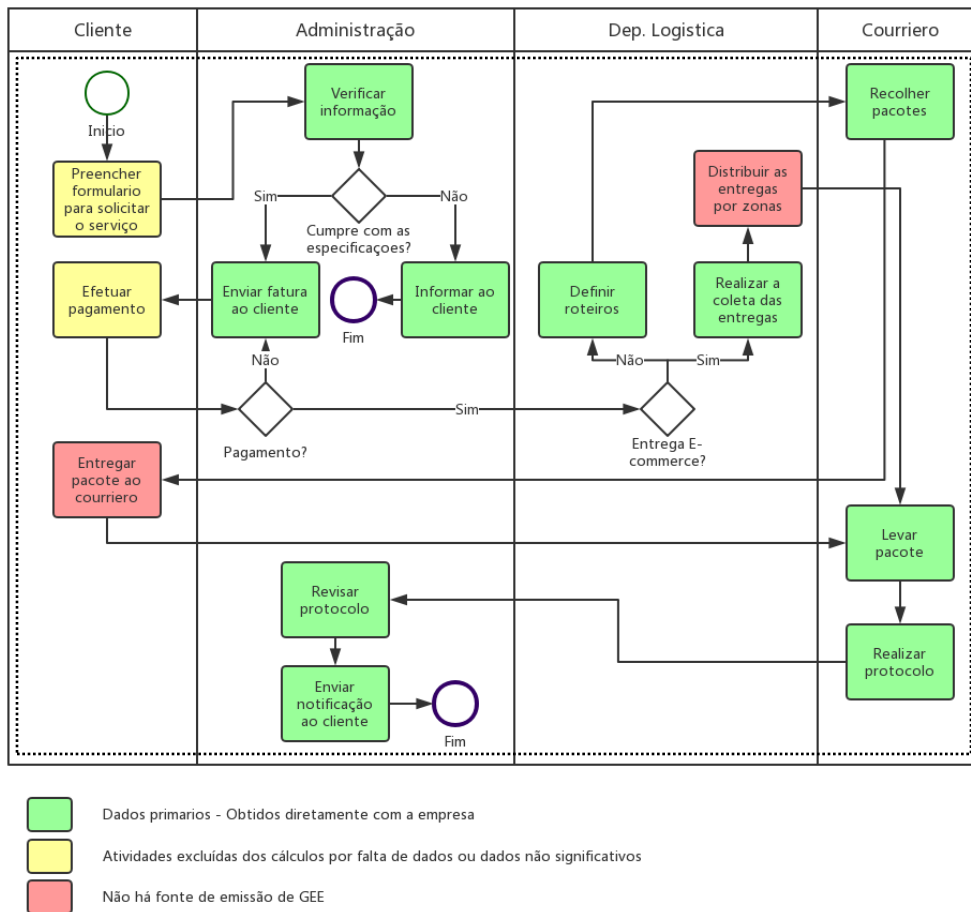 Cliente
Administração
Dep. Logistica
Courriero
Inicio
Preencher
formulario
para solicitar
o serviço
Verificar
informação
Sim
Não
Cumpre com as
especificaçoes?
Recolher
pacotes
Distribuir as
entregas
por zonas
Efetuar
pagamento
Enviar fatura
ao cliente
Fim
Informar ao
cliente
Definir
roteiros
Realizar a
coleta das
entregas
Não
Não
Sim
Sim
Pagamento?
Entrega E-
commerce?
Entregar
pacote ao
courriero
Levar
pacote
Revisar
protocolo
Realizar
protocolo
Enviar
notificação
ao cliente
Fim
Dados primarios - Obtidos diretamente com a empresa
Atividades excluídas dos cálculos por falta de dados ou dados não significativos
Não há fonte de emissão de GEE